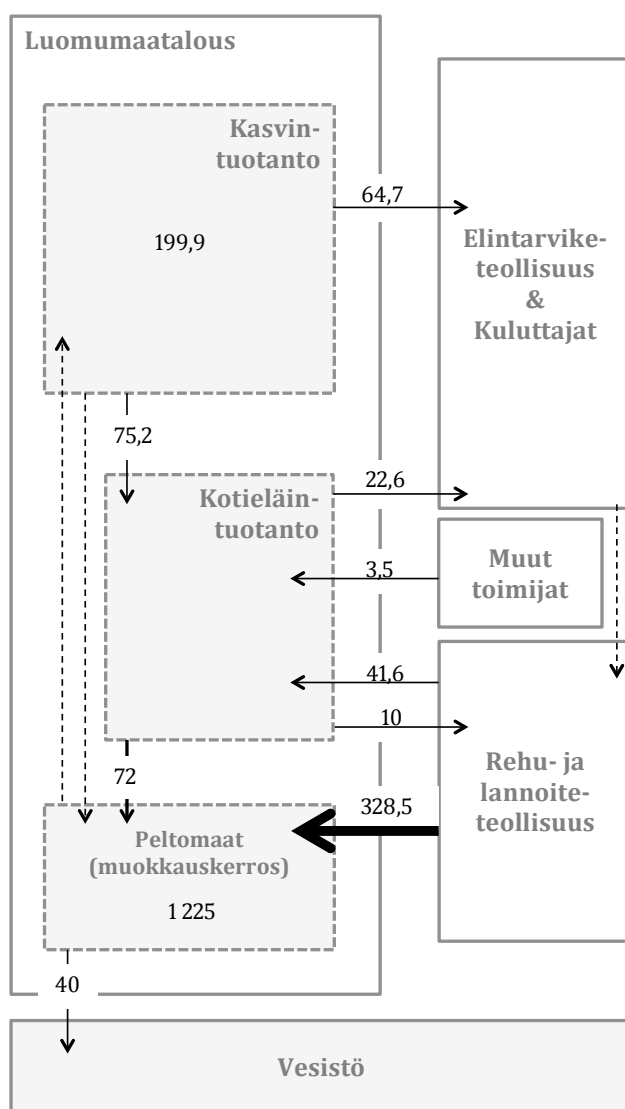 Luomumaatalous
Kasvin-
tuotanto
199,9
64,7
Elintarvike-
teollisuus
&
Kuluttajat
75,2
Kotieläin-
tuotanto
22,6
Muut
toimijat
3,5
41,6
10
Rehu- ja
lannoite-
teollisuus
72
328,5
Peltomaat
(muokkauskerros)
1 225
40
Vesistö